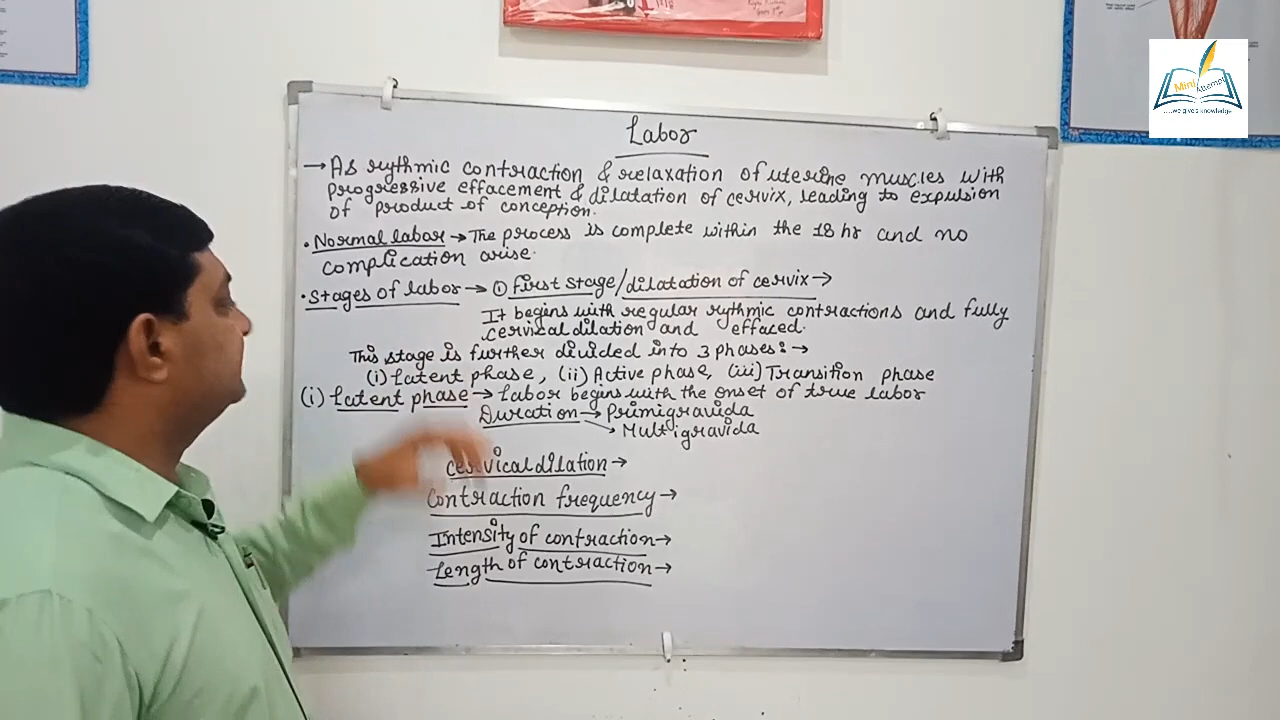 Labor
→ As rythmic contraction & relaxation of uterine muscles with
progressive effacement & dilatation of cervix, leading to expulsion
of product of conception.
• Normal labor → The process is complete within the 18 hr and no
complication arise.
• Stages of labor → ① first stage/dilatation of cervix →
It begins with regular rythmic contractions and fully
cervical dilation and effaced.
This stage is further divided into 3 phases: →
(i) Latent phase, (ii) Active phase, (iii) Transition phase
(i) Latent phase → Labor begins with the onset of true labor
Duration → Primigravida
→ Multigravida
Cervical dilation →
Contraction frequency →
Intensity of contraction →
Length of contraction →
Mini Attempt
....we give's knowledge